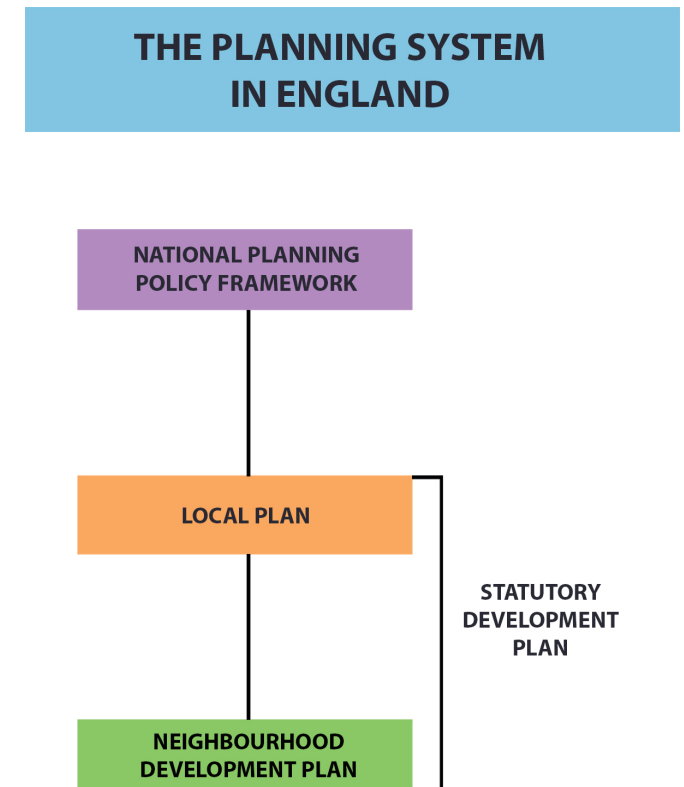 THE PLANNING SYSTEM
IN ENGLAND
NATIONAL PLANNING
POLICY FRAMEWORK
LOCAL PLAN
STATUTORY
DEVELOPMENT
PLAN
NEIGHBOURHOOD
DEVELOPMENT PLAN